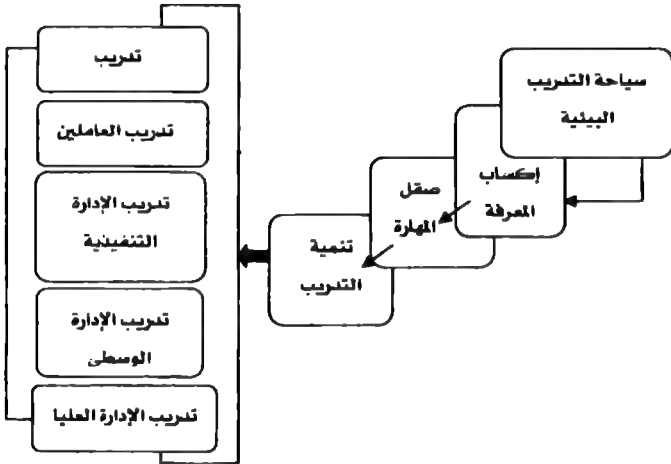 سياحة التدريب
البيئية
إكساب
المعرفة
صقل
المهارة
تنمية
التدريب
تدريب
تدريب العاملين
تدريب الإدارة
التنفيذية
تدريب الإدارة
الوسطى
تدريب الإدارة العليا